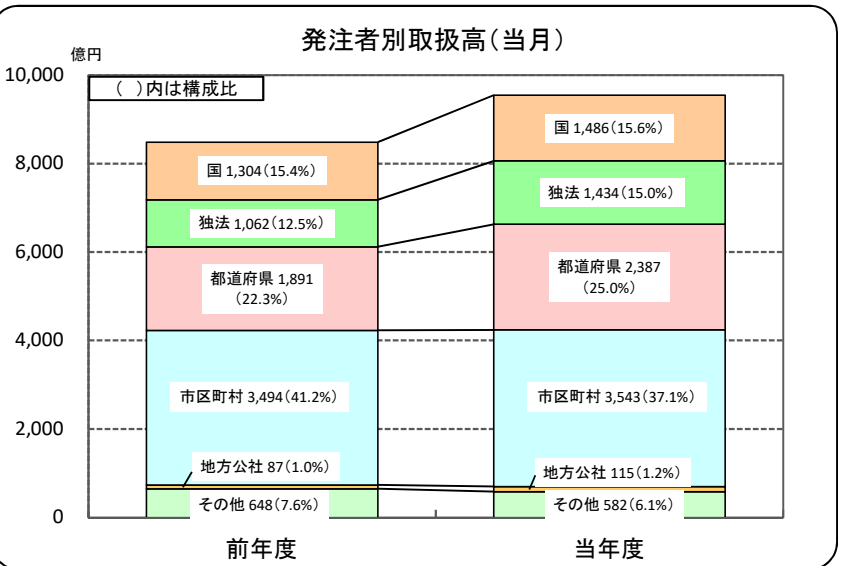 発注者別取扱高(当月)
億円
( )内は構成比
10,000
8,000
6,000
4,000
2,000
0
国 1,304(15.4%)
独法 1,062(12.5%)
都道府県 1,891
(22.3%)
市区町村 3,494(41.2%)
地方公社 87(1.0%)
その他 648(7.6%)
国 1,486(15.6%)
独法 1,434(15.0%)
都道府県 2,387
(25.0%)
市区町村 3,543(37.1%)
地方公社 115(1.2%)
その他 582(6.1%)
前年度
当年度